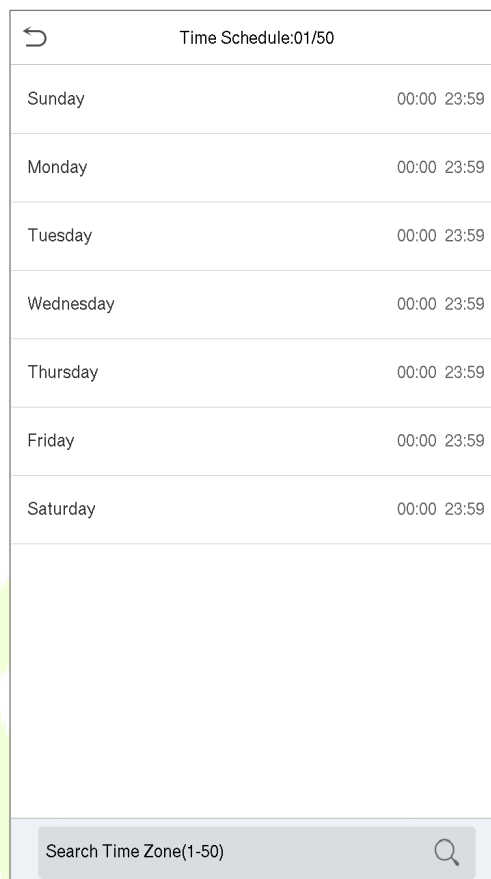 Time Schedule:01/50
Sunday 00:00 23:59
Monday 00:00 23:59
Tuesday 00:00 23:59
Wednesday 00:00 23:59
Thursday 00:00 23:59
Friday 00:00 23:59
Saturday 00:00 23:59
Search Time Zone(1-50)